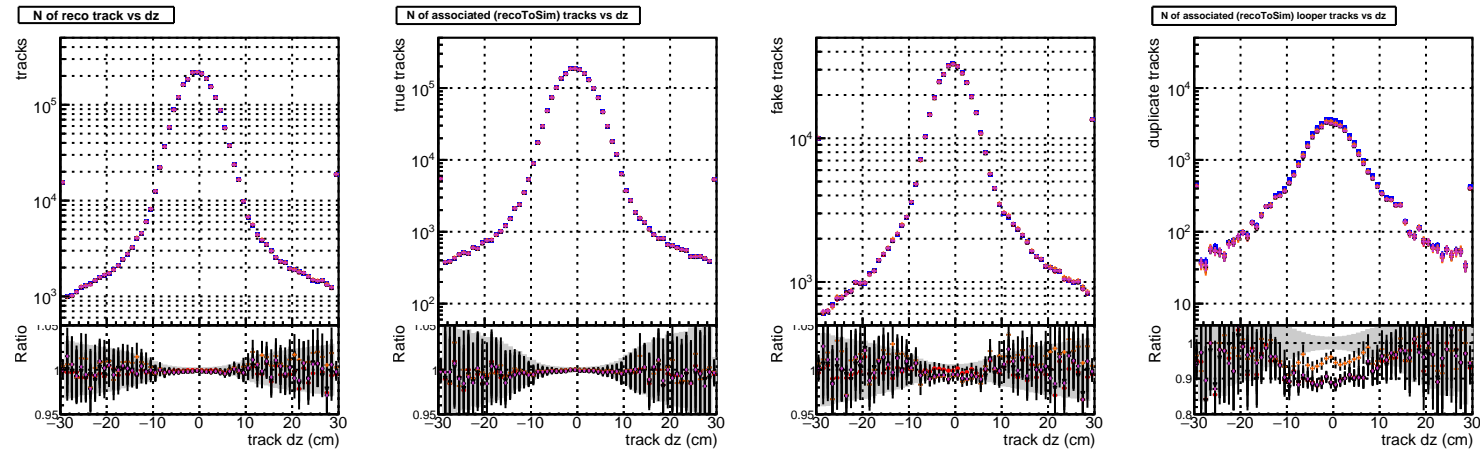 N of reco track vs dz
tracks
10^5
10^4
10^3
Ratio
1.05
1
0.95
−30 −20 −10 0 10 20 30
track dz (cm)
N of associated (recoToSim) tracks vs dz
true tracks
10^5
10^4
10^3
10^2
Ratio
1.05
1
0.95
−30 −20 −10 0 10 20 30
track dz (cm)
fake tracks
10^4
10^3
Ratio
1.05
1
0.95
−30 −20 −10 0 10 20 30
track dz (cm)
N of associated (recoToSim) looper tracks vs dz
duplicate tracks
10^4
10^3
10^2
10
Ratio
1
0.9
0.8
−30 −20 −10 0 10 20 30
track dz (cm)